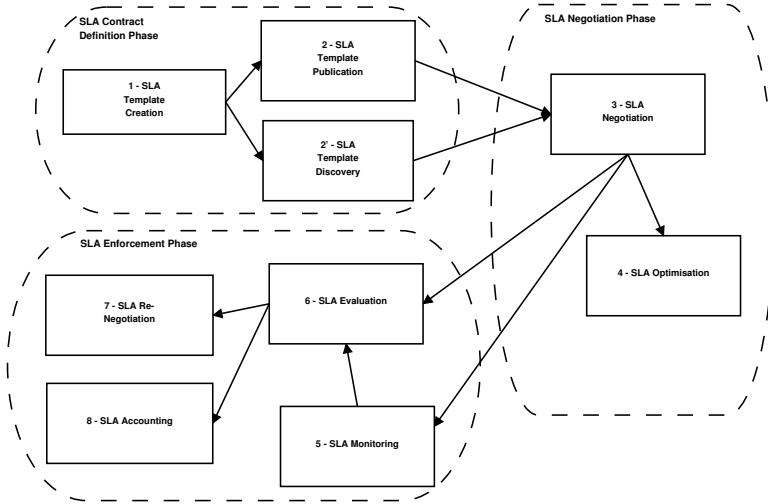 SLA Contract
Definition Phase
1 - SLA
Template
Creation
2 - SLA
Template
Publication
2' - SLA
Template
Discovery
SLA Negotiation Phase
3 - SLA
Negotiation
4 - SLA Optimisation
SLA Enforcement Phase
7 - SLA Re-
Negotiation
6 - SLA Evaluation
8 - SLA Accounting
5 - SLA Monitoring